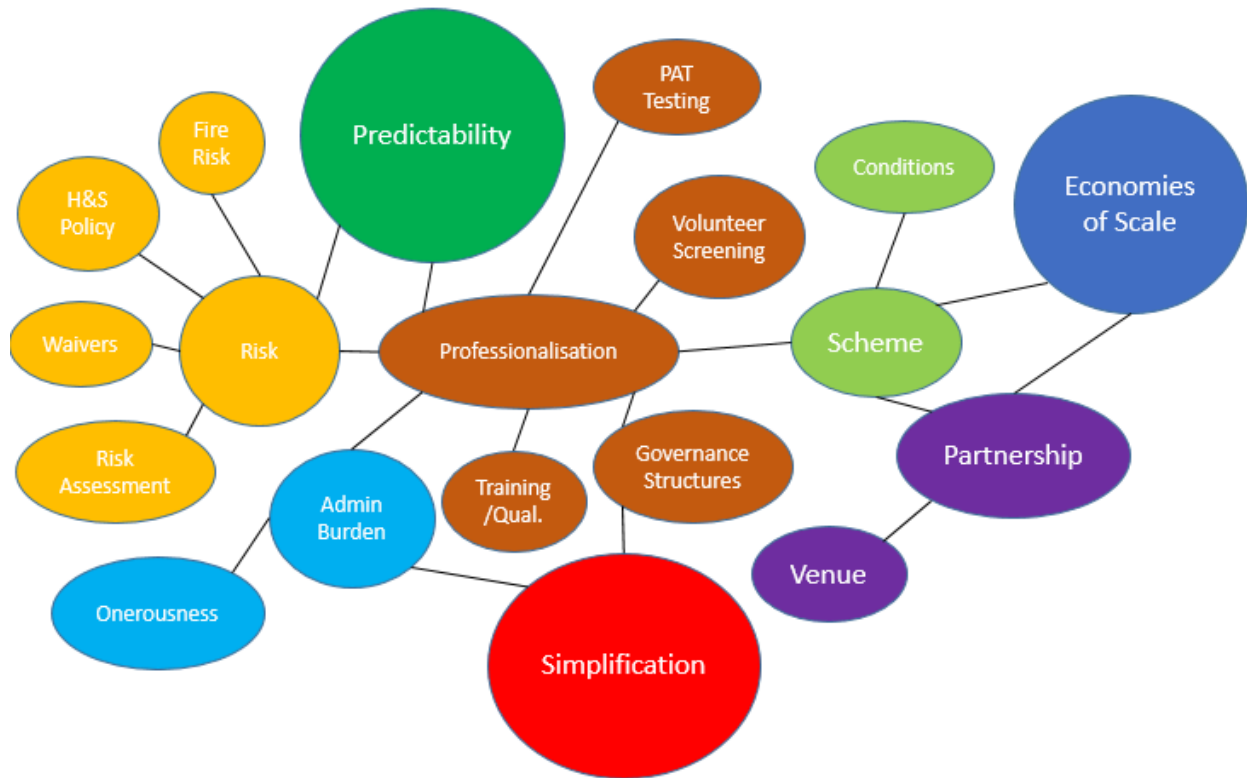 PAT
Testing
Fire
Risk
Predictability
Conditions
Economies
of Scale
H&S
Policy
Volunteer
Screening
Waivers
Risk
Professionalisation
Scheme
Risk
Assessment
Admin
Burden
Training
/Qual.
Governance
Structures
Partnership
Onerousness
Venue
Simplification